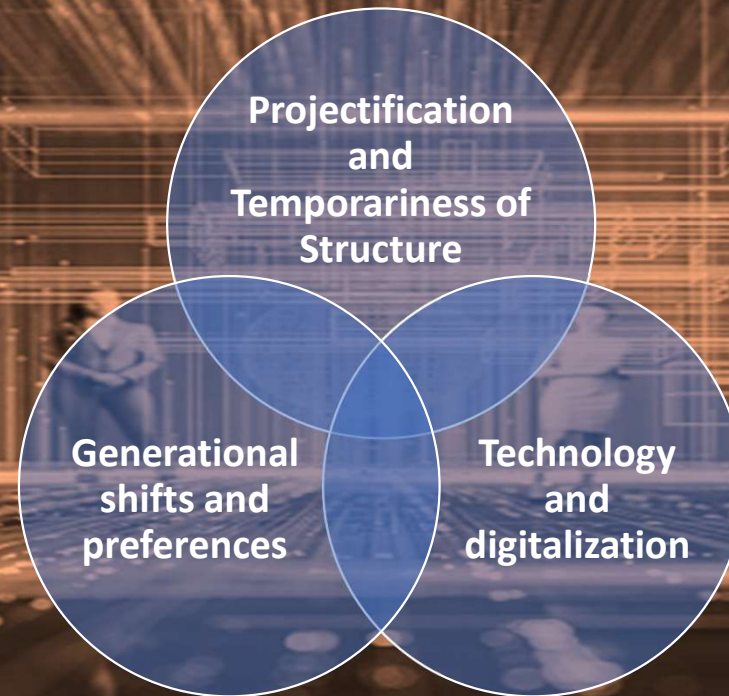 Projectification
and
Temporariness of
Structure
Generational
shifts and
preferences
Technology
and
digitalization